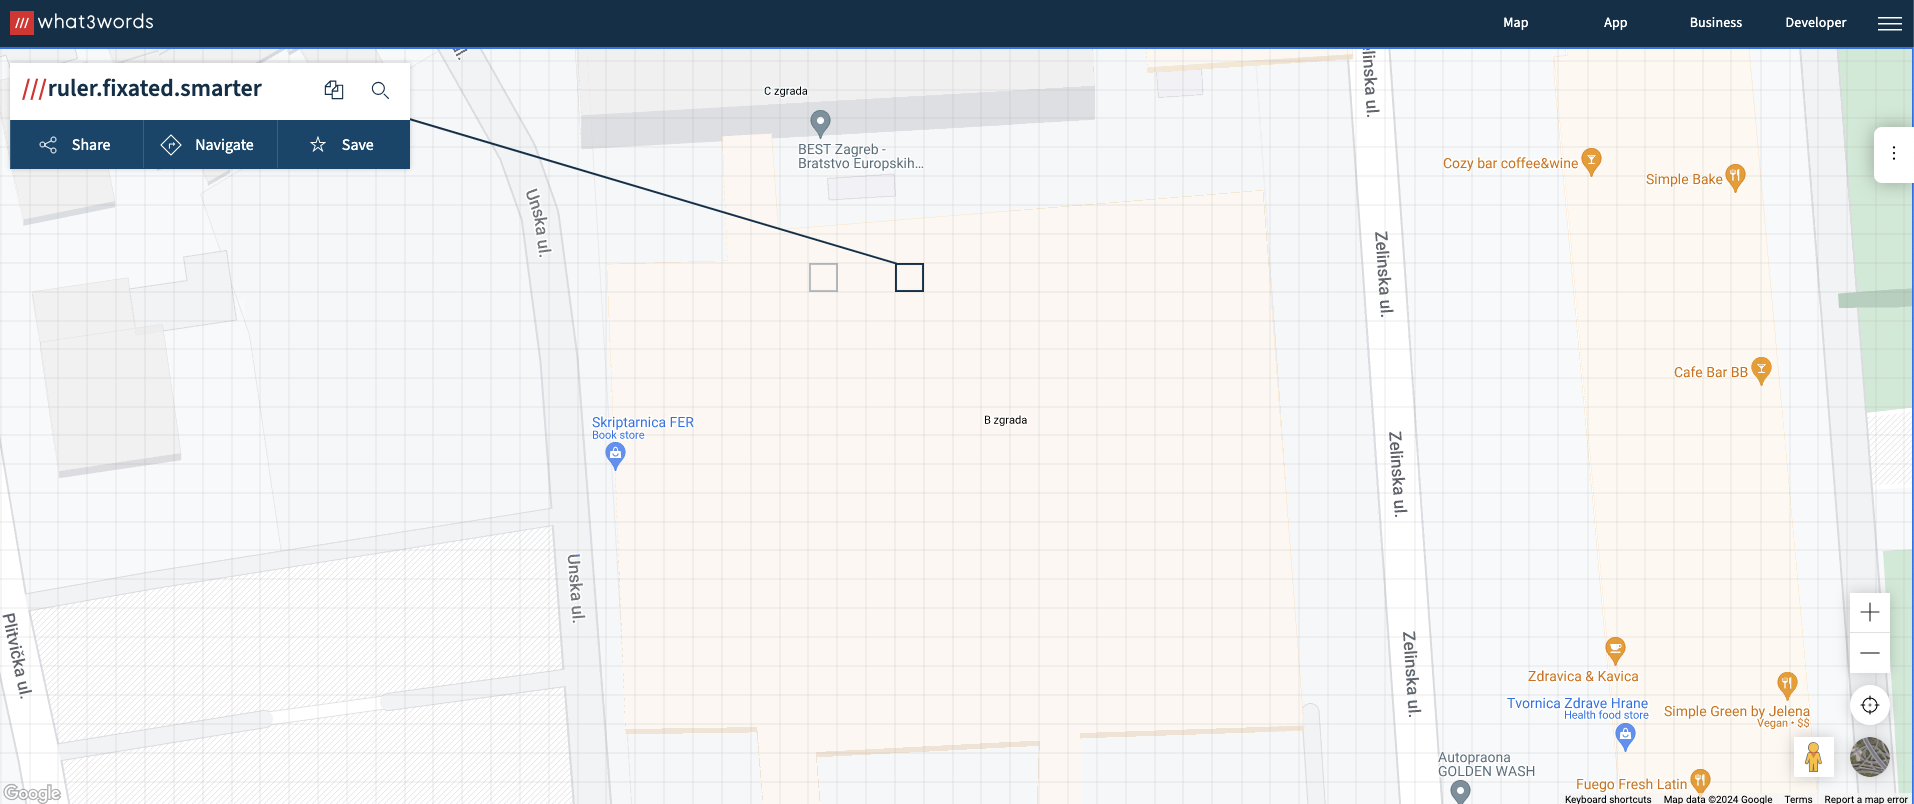 what3words
Map
App
Business
Developer
///ruler.fixated.smarter
Share
Navigate
Save
ul.
C zgrada
BEST Zagreb -
Bratstvo Europskih...
Unska ul.
Zelinska ul.
Cozy bar coffee&wine
Simple Bake
Zelinska ul.
Cafe Bar BB
Skriptarnica FER
Book store
B zgrada
Zelinska ul.
Unska ul.
Plitvička ul.
Zelinska ul.
Zdravica & Kavica
Tvornica Zdrave Hrane
Health food store
Simple Green by Jelena
Vegan • $$
Autopraona
GOLDEN WASH
Fuego Fresh Latin
Google
Keyboard shortcuts
Map data ©2024 Google
Terms
Report a map error